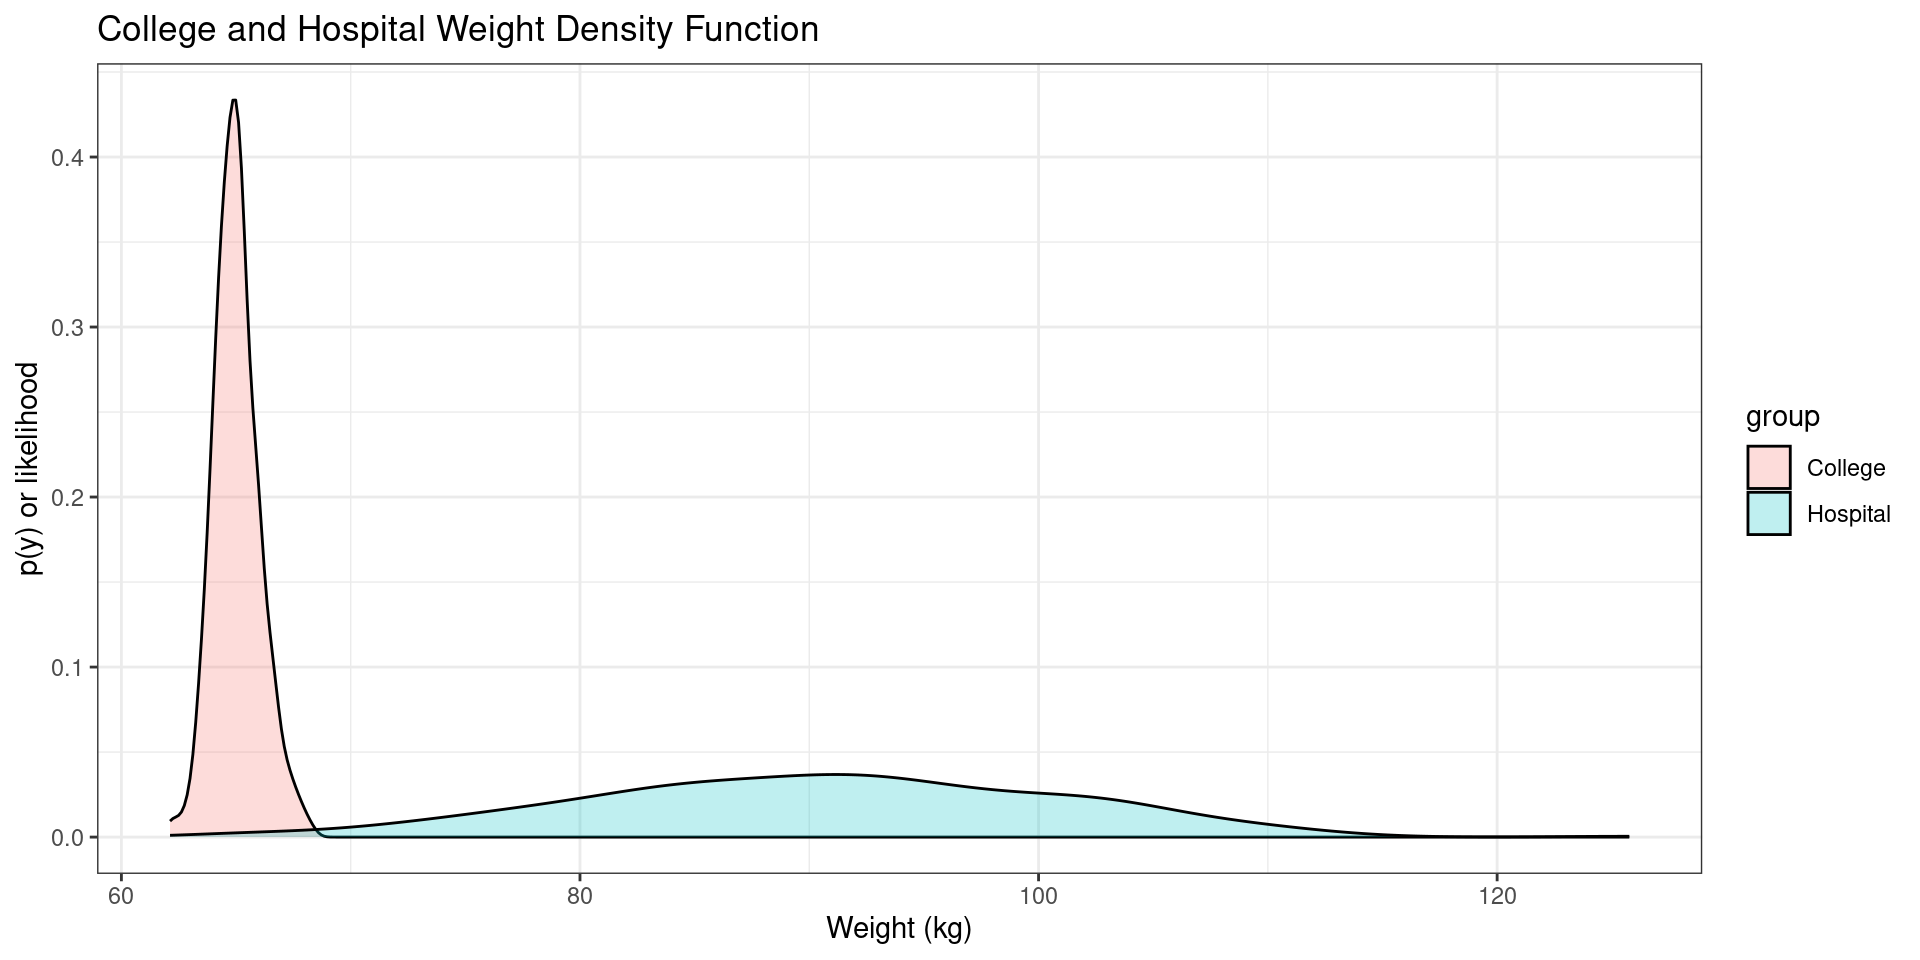 College and Hospital Weight Density Function
p(y) or likelihood
0.4
0.3
0.2
0.1
0.0
60
80
100
120
Weight (kg)
group
College
Hospital